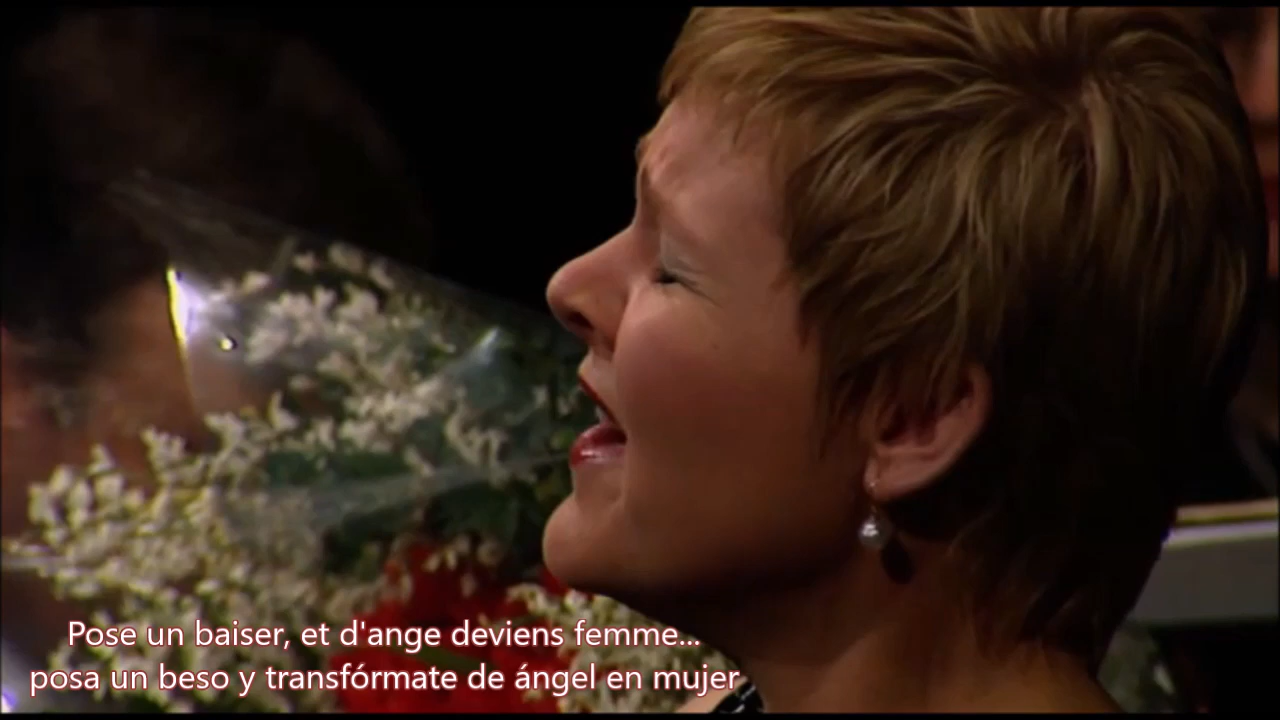 Pose un baiser, et d'ange deviens femme...
posa un beso y transfórmate de ángel en mujer